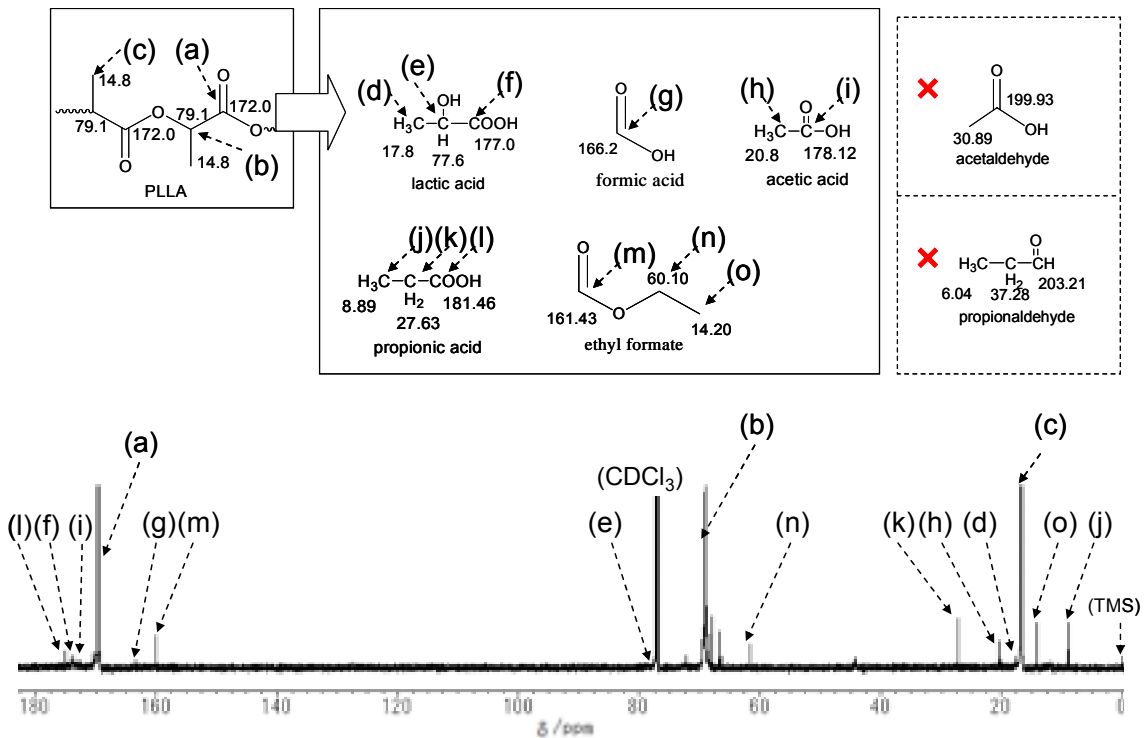 (c) (a)
O
14.8
O 79.1 172.0
79.1 172.0 O
O 14.8 (b)
PLLA
(d) (e) (f)
OH
H3C C COOH
H
17.8 77.6 177.0
lactic acid
O (g)
166.2 OH
formic acid
(h) (i)
O
H3C C OH
20.8 178.12
acetic acid
(j)(k)(l)
H3C C COOH
H2
8.89 181.46
27.63
propionic acid
O (m) (n)
60.10 (o)
161.43 O
14.20
ethyl formate
O
199.93
30.89 OH
acetaldehyde
O
H3C C CH
H2
6.04 37.28 203.21
propionaldehyde
(a) (CDCl3) (b) (c)
(l)(f)(i) (g)(m) (e) (n) (k)(h)(d) (o) (j)
(TMS)
180 160 140 120 100 80 60 40 20 0
δ/ppm